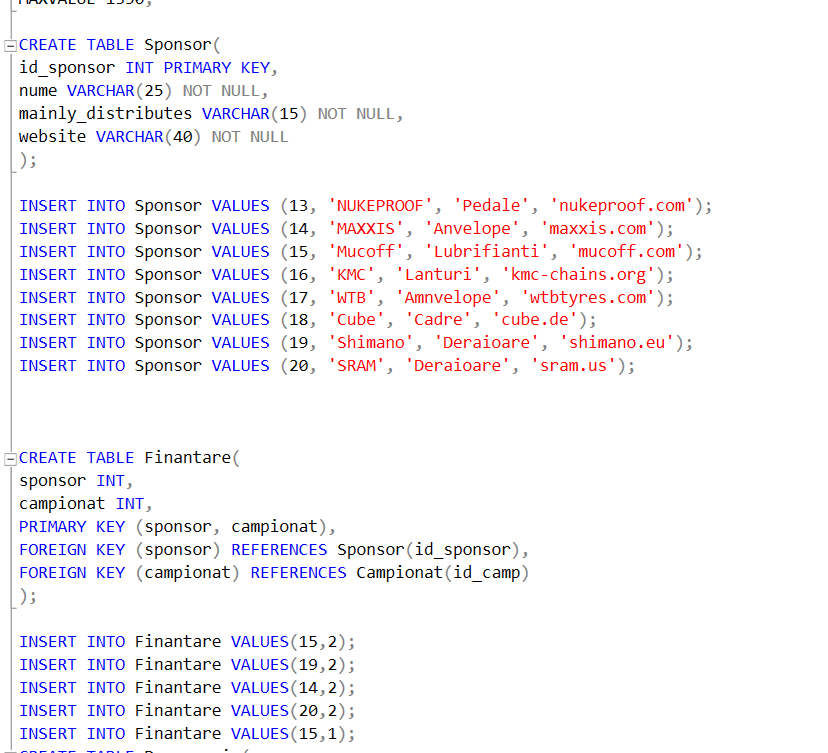 MAXVALUE 1550;
CREATE TABLE Sponsor(
id_sponsor INT PRIMARY KEY,
nume VARCHAR(25) NOT NULL,
mainly_distributes VARCHAR(15) NOT NULL,
website VARCHAR(40) NOT NULL
);
INSERT INTO Sponsor VALUES (13, 'NUKEPROOF', 'Pedale', 'nukeproof.com');
INSERT INTO Sponsor VALUES (14, 'MAXXIS', 'Anvelope', 'maxxis.com');
INSERT INTO Sponsor VALUES (15, 'Mucoff', 'Lubrifianti', 'mucoff.com');
INSERT INTO Sponsor VALUES (16, 'KMC', 'Lanturi', 'kmc-chains.org');
INSERT INTO Sponsor VALUES (17, 'WTB', 'Amnvelope', 'wtbtyres.com');
INSERT INTO Sponsor VALUES (18, 'Cube', 'Cadre', 'cube.de');
INSERT INTO Sponsor VALUES (19, 'Shimano', 'Deraioare', 'shimano.eu');
INSERT INTO Sponsor VALUES (20, 'SRAM', 'Deraioare', 'sram.us');
CREATE TABLE Finantare(
sponsor INT,
campionat INT,
PRIMARY KEY (sponsor, campionat),
FOREIGN KEY (sponsor) REFERENCES Sponsor(id_sponsor),
FOREIGN KEY (campionat) REFERENCES Campionat(id_camp)
);
INSERT INTO Finantare VALUES(15,2);
INSERT INTO Finantare VALUES(19,2);
INSERT INTO Finantare VALUES(14,2);
INSERT INTO Finantare VALUES(20,2);
INSERT INTO Finantare VALUES(15,1);
CREATE TABLE